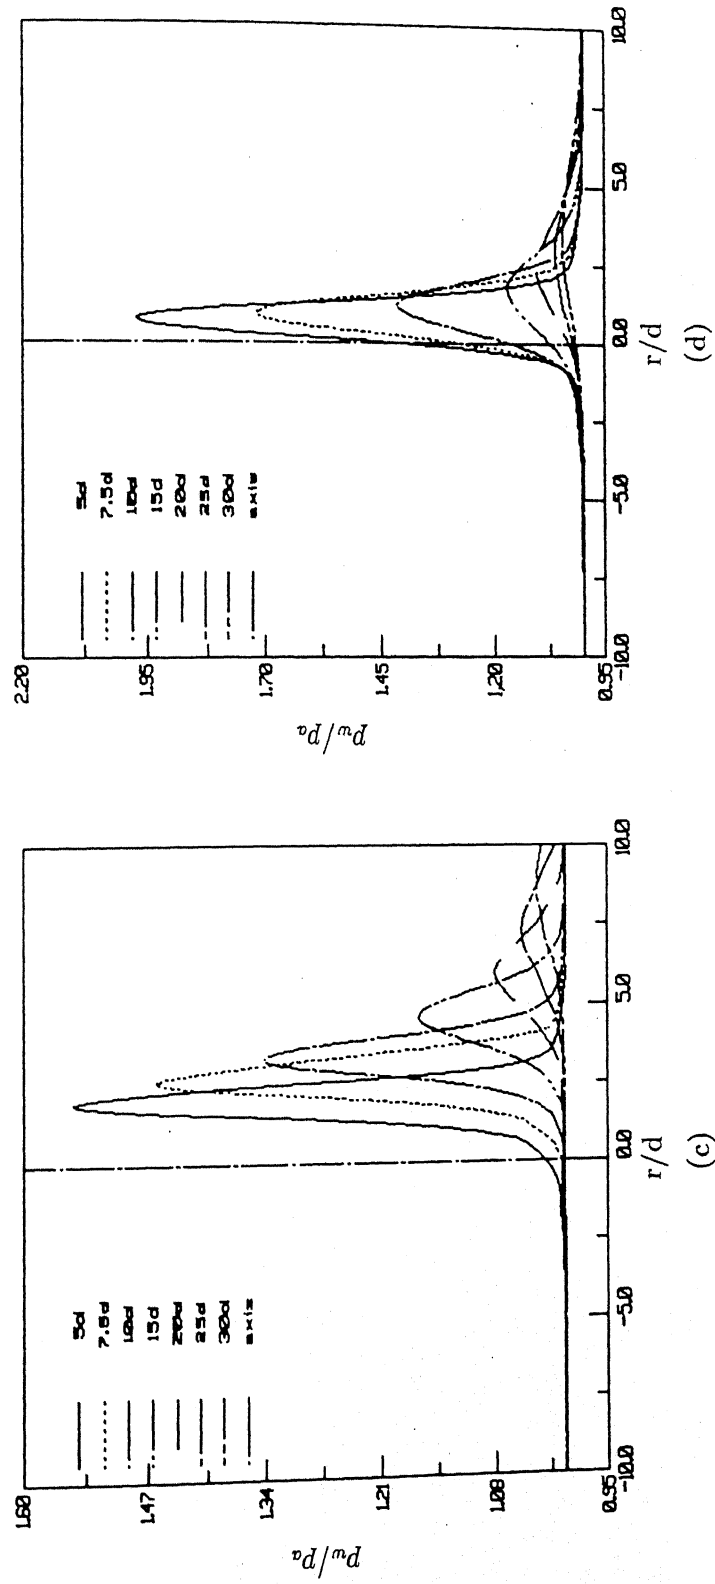 1.60
1.47
1.34
1.21
1.08
0.95
p_w/p_a
5d
7.5d
10d
15d
20d
25d
30d
axis
-10.0
-5.0
0.0
5.0
10.0
r/d
(c)
2.20
1.95
1.70
1.45
1.20
0.95
p_w/p_a
5d
7.5d
10d
15d
20d
25d
30d
axis
-10.0
-5.0
0.0
5.0
10.0
r/d
(d)